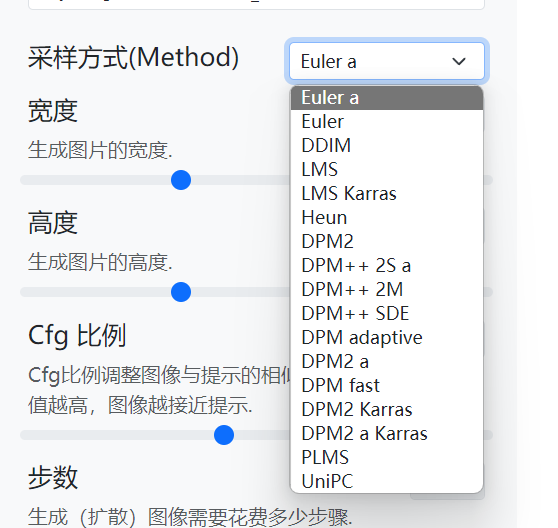 采样方式(Method)
Euler a
Euler a
Euler
DDIM
LMS
LMS Karras
Heun
DPM2
DPM++ 2S a
DPM++ 2M
DPM++ SDE
DPM adaptive
DPM2 a
DPM fast
DPM2 Karras
DPM2 a Karras
PLMS
UniPC
宽度
生成图片的宽度.
高度
生成图片的高度.
Cfg 比例
Cfg比例调整图像与提示的相
值越高，图像越接近提示.
步数
生成（扩散）图像需要花费多少步骤.